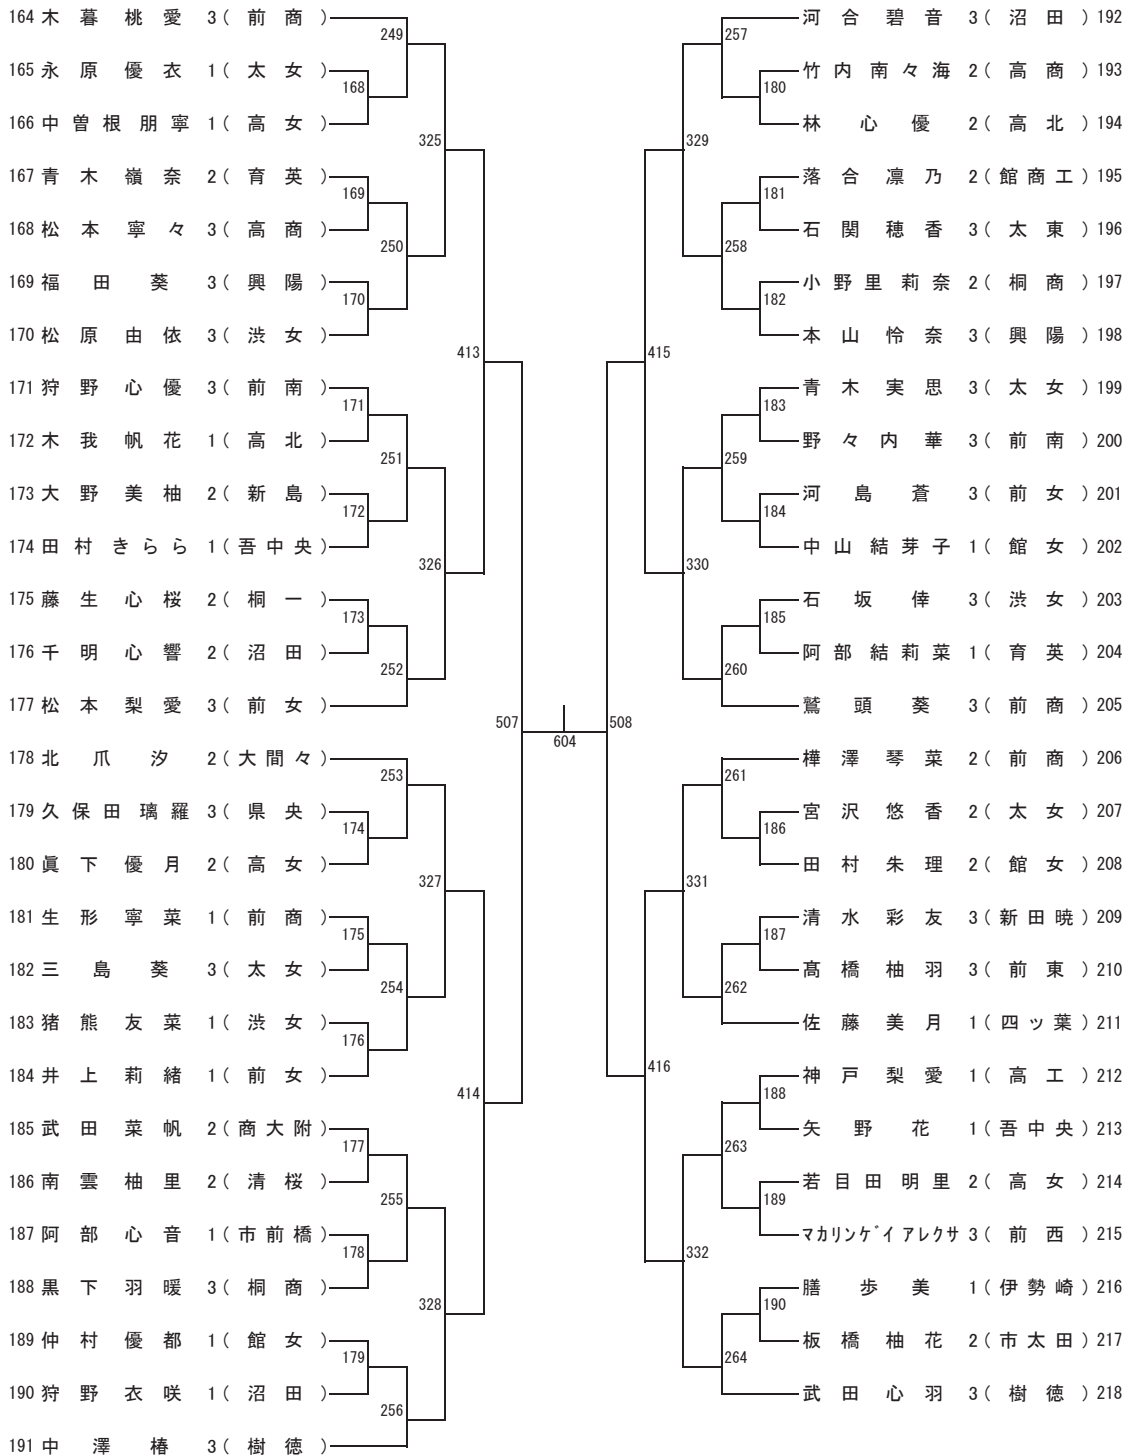 164 木暮桃愛 3 (前商)
165 永原優衣 1 (太女)
166 中曽根朋寧 1 (高女)
167 青木嶺奈 2 (育英)
168 松本寧々 3 (高商)
169 福田葵 3 (興陽)
170 松原由依 3 (渋女)
171 狩野心優 3 (前南)
172 木我帆花 1 (高北)
173 大野美柚 2 (新島)
174 田村きらら 1 (吾中央)
175 藤生心桜 2 (桐一)
176 千明心響 2 (沼田)
177 松本梨愛 3 (前女)
178 北爪汐 2 (大間々)
179 久保田璃羅 3 (県央)
180 眞下優月 2 (高女)
181 生形寧菜 1 (前商)
182 三島葵 3 (太女)
183 猪熊友菜 1 (渋女)
184 井上莉緒 1 (前女)
185 武田菜帆 2 (商大附)
186 南雲柚里 2 (清桜)
187 阿部心音 1 (市前橋)
188 黒下羽暖 3 (桐商)
189 仲村優都 1 (館女)
190 狩野衣咲 1 (沼田)
191 中澤椿 3 (樹徳)
168
169
170
171
172
173
174
175
176
177
178
179
249
250
251
252
253
254
255
256
325
326
327
328
413
414
507
604
508
415
416
329
330
331
332
257
258
259
260
261
262
263
264
180
181
182
183
184
185
186
187
188
189
190
河合碧音 3 (沼田) 192
竹内南々海 2 (高商) 193
林心優 2 (高北) 194
落合凛乃 2 (館商工) 195
石関穂香 3 (太東) 196
小野里莉奈 2 (桐商) 197
本山怜奈 3 (興陽) 198
青木実思 3 (太女) 199
野々内華 3 (前南) 200
河島蒼 3 (前女) 201
中山結芽子 1 (館女) 202
石坂倖 3 (渋女) 203
阿部結莉菜 1 (育英) 204
鷲頭葵 3 (前商) 205
樺澤琴菜 2 (前商) 206
宮沢悠香 2 (太女) 207
田村朱理 2 (館女) 208
清水彩友 3 (新田暁) 209
髙橋柚羽 3 (前東) 210
佐藤美月 1 (四ッ葉) 211
神戸梨愛 1 (高工) 212
矢野花 1 (吾中央) 213
若目田明里 2 (高女) 214
マカリンゲイ アレクサ 3 (前西) 215
膳歩美 1 (伊勢崎) 216
板橋柚花 2 (市太田) 217
武田心羽 3 (樹徳) 218